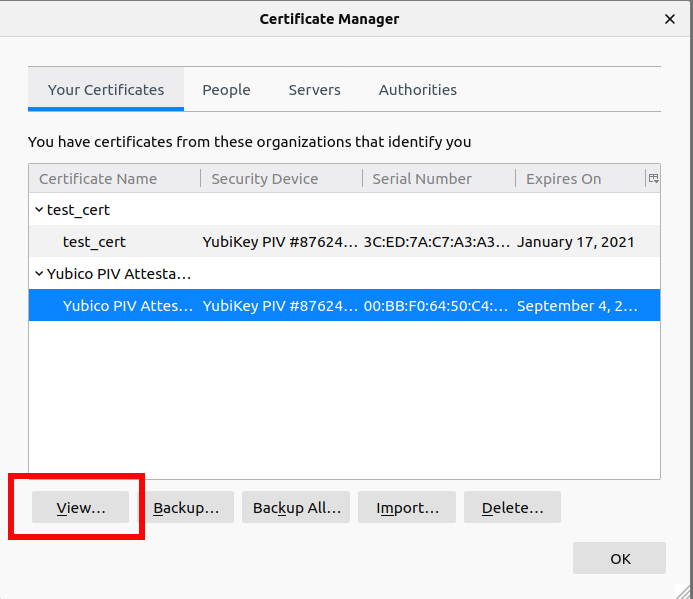 Certificate Manager
Your Certificates People Servers Authorities
You have certificates from these organizations that identify you
Certificate Name Security Device Serial Number Expires On
test_cert
test_cert YubiKey PIV #87624… 3C:ED:7A:C7:A3:A3… January 17, 2021
Yubico PIV Attesta…
Yubico PIV Attes… YubiKey PIV #87624… 00:BB:F0:64:50:C4:… September 4, 2…
View… Backup… Backup All… Import… Delete…
OK